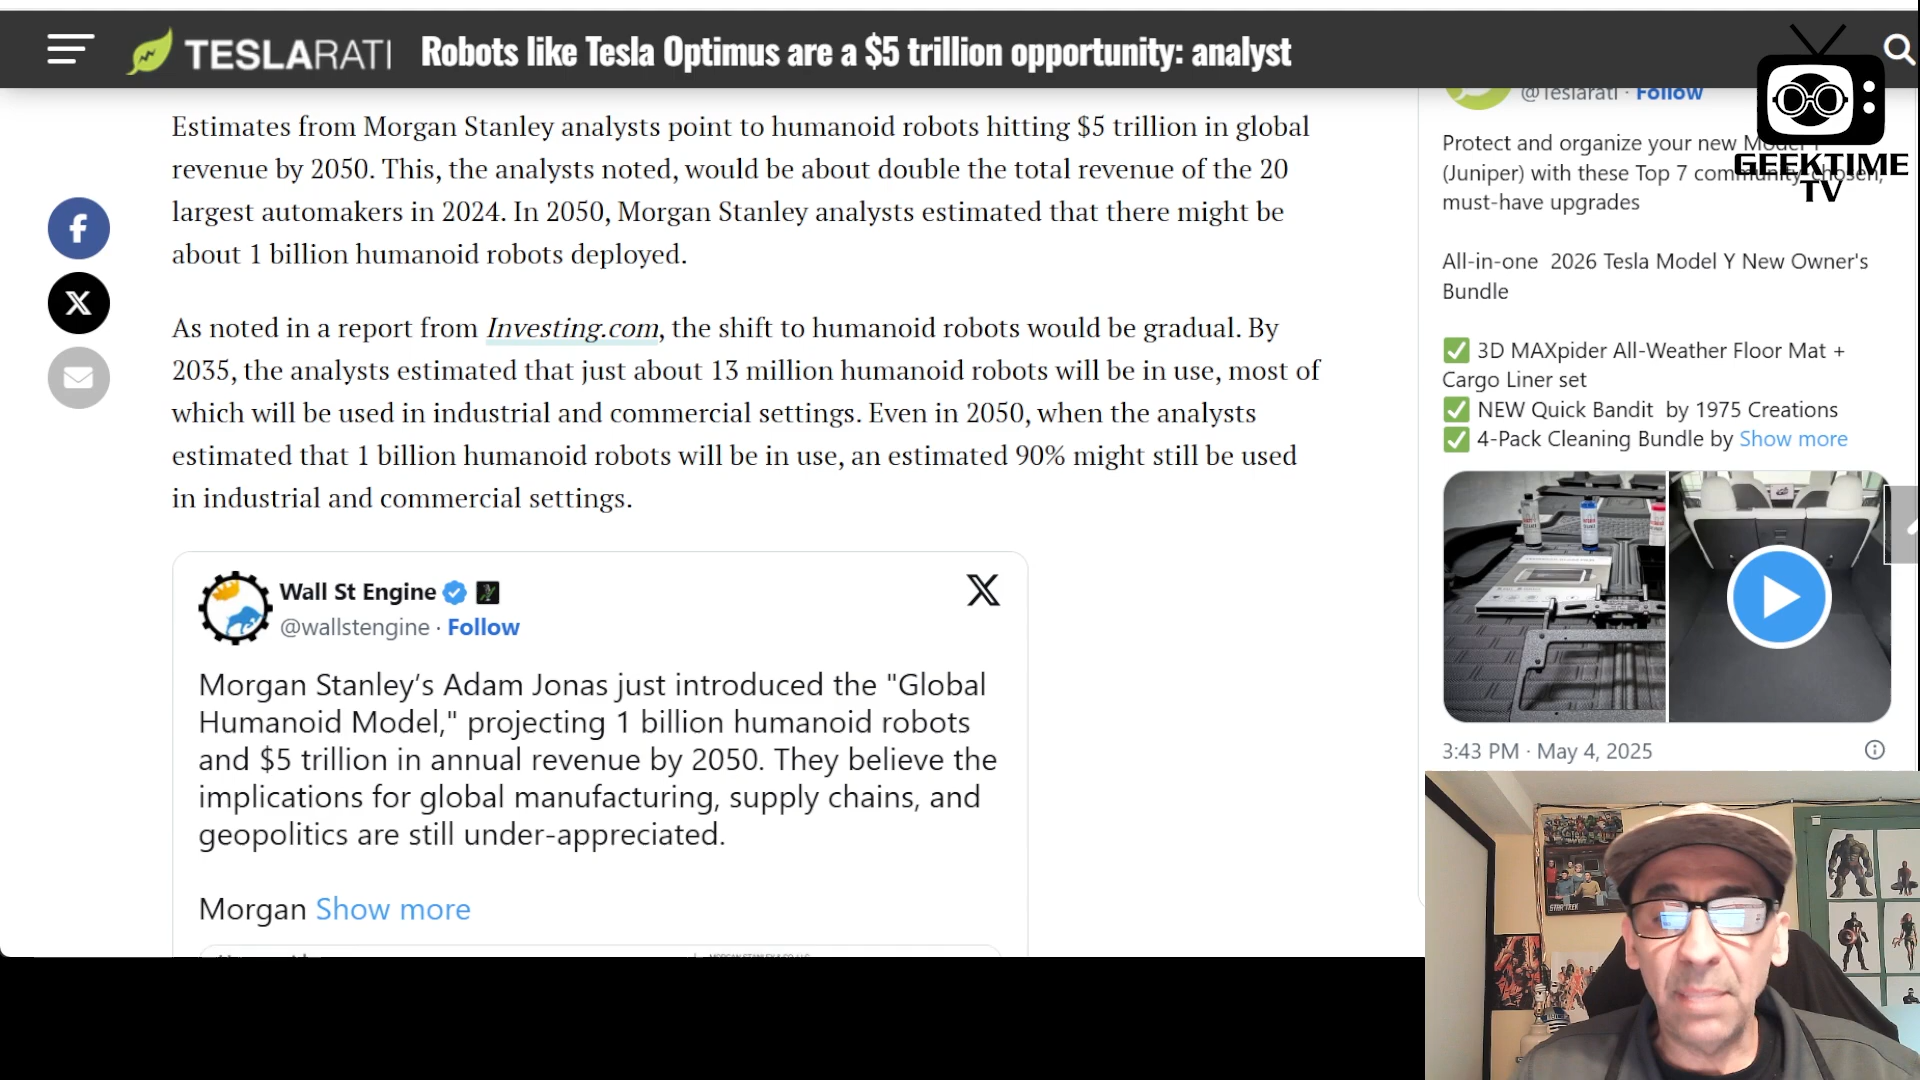 TESLARATI
Robots like Tesla Optimus are a $5 trillion opportunity: analyst
GEEKTIME
TV
Estimates from Morgan Stanley analysts point to humanoid robots hitting $5 trillion in global
revenue by 2050. This, the analysts noted, would be about double the total revenue of the 20
largest automakers in 2024. In 2050, Morgan Stanley analysts estimated that there might be
about 1 billion humanoid robots deployed.
As noted in a report from Investing.com, the shift to humanoid robots would be gradual. By
2035, the analysts estimated that just about 13 million humanoid robots will be in use, most of
which will be used in industrial and commercial settings. Even in 2050, when the analysts
estimated that 1 billion humanoid robots will be in use, an estimated 90% might still be used
in industrial and commercial settings.
Wall St Engine
@wallstengine · Follow
Morgan Stanley’s Adam Jonas just introduced the "Global
Humanoid Model," projecting 1 billion humanoid robots
and $5 trillion in annual revenue by 2050. They believe the
implications for global manufacturing, supply chains, and
geopolitics are still under-appreciated.
Morgan Show more
@Teslarati · Follow
Protect and organize your new Model Y
(Juniper) with these Top 7 community-chosen,
must-have upgrades
All-in-one 2026 Tesla Model Y New Owner's
Bundle
3D MAXpider All-Weather Floor Mat +
Cargo Liner set
NEW Quick Bandit by 1975 Creations
4-Pack Cleaning Bundle by Show more
3:43 PM · May 4, 2025
STAR TREK